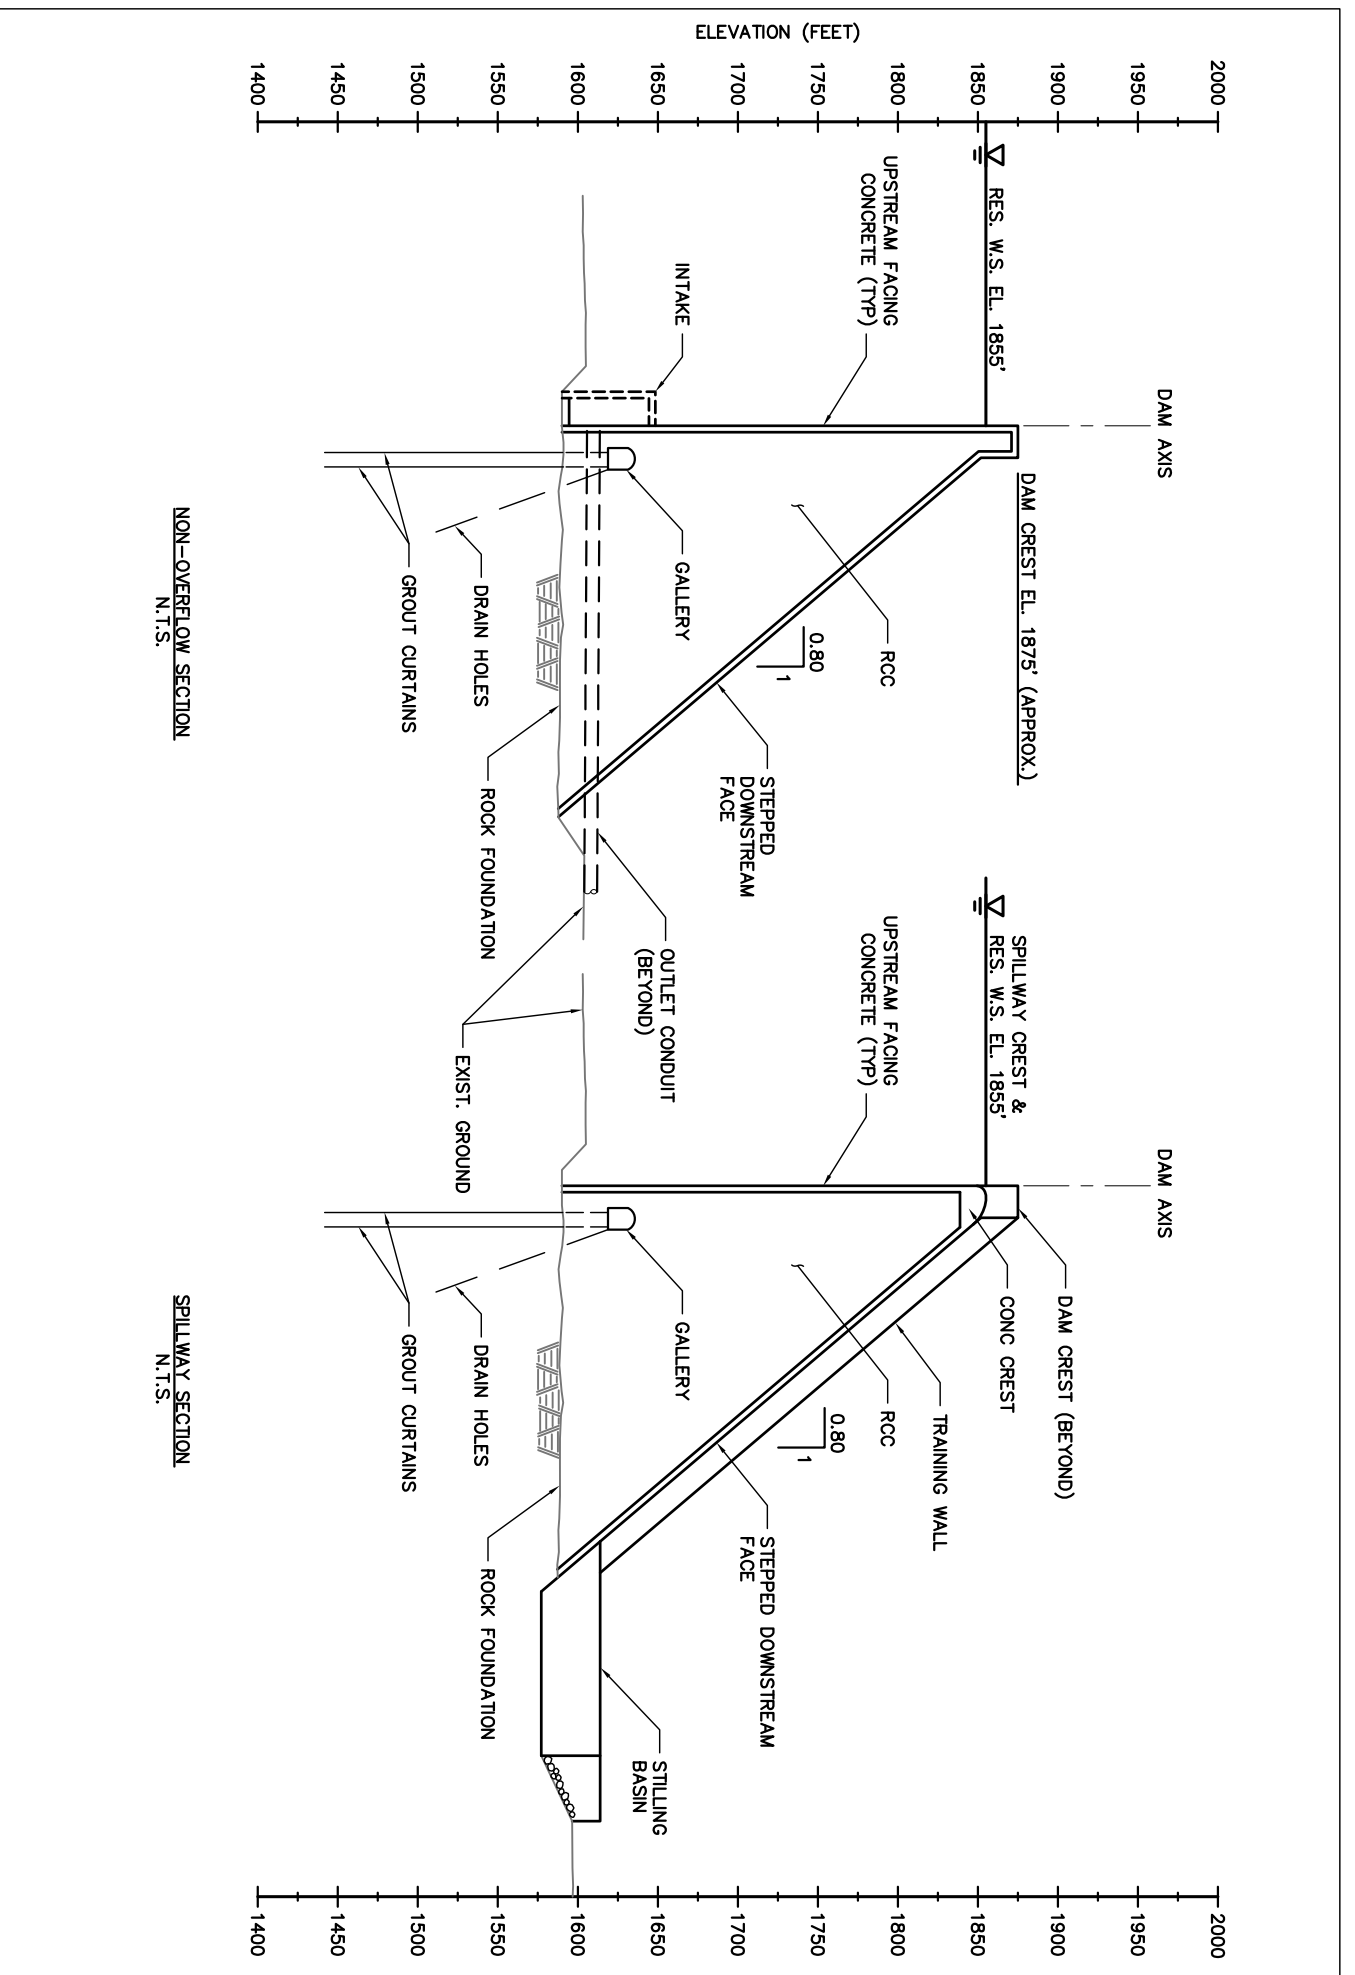 ELEVATION (FEET)
2000
1950
1900
1850
1800
1750
1700
1650
1600
1550
1500
1450
1400
RES. W.S. EL. 1855'
DAM AXIS
DAM CREST EL. 1875' (APPROX.)
UPSTREAM FACING
CONCRETE (TYP)
INTAKE
RCC
0.80
1
GALLERY
STEPPED
DOWNSTREAM
FACE
DRAIN HOLES
GROUT CURTAINS
ROCK FOUNDATION
OUTLET CONDUIT
(BEYOND)
EXIST. GROUND
NON-OVERFLOW SECTION
N.T.S.
SPILLWAY CREST &
RES. W.S. EL. 1855'
DAM AXIS
DAM CREST (BEYOND)
CONC CREST
TRAINING WALL
UPSTREAM FACING
CONCRETE (TYP)
RCC
0.80
1
GALLERY
STEPPED DOWNSTREAM
FACE
DRAIN HOLES
GROUT CURTAINS
ROCK FOUNDATION
STILLING
BASIN
SPILLWAY SECTION
N.T.S.
2000
1950
1900
1850
1800
1750
1700
1650
1600
1550
1500
1450
1400